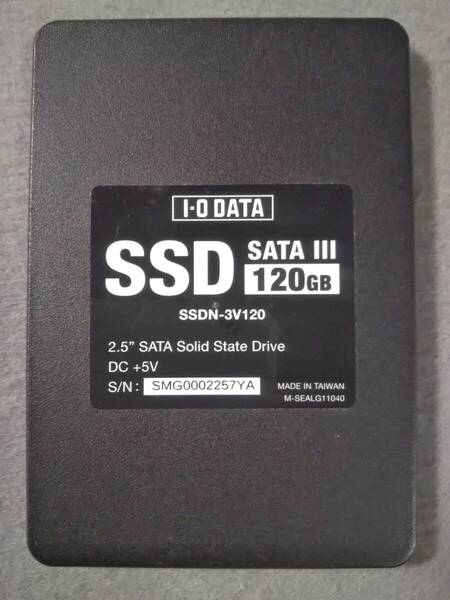 I-O DATA
SSD SATA III
120GB
SSDN-3V120
2.5” SATA Solid State Drive
DC +5V
S/N: SMG0002257YA
MADE IN TAIWAN
M-SEALG11040